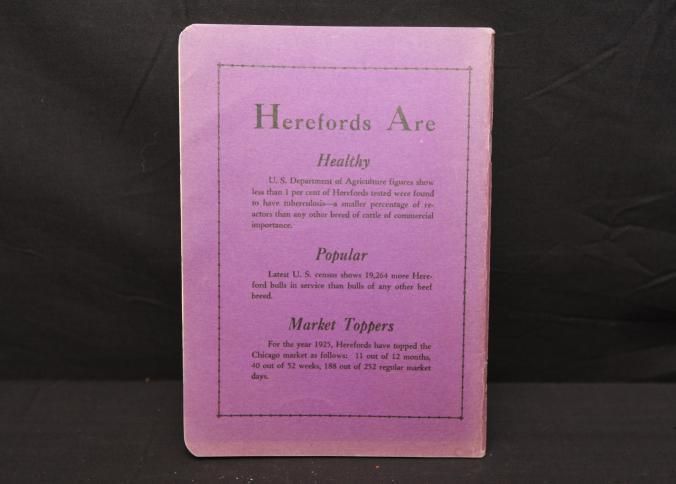 Herefords Are
Healthy
U. S. Department of Agriculture figures show
less than 1 per cent of Herefords tested were found
to have tuberculosis—a smaller percentage of re-
actors than any other breed of cattle of commercial
importance.
Popular
Latest U. S. census shows 19,264 more Here-
ford bulls in service than bulls of any other beef
breed.
Market Toppers
For the year 1925, Herefords have topped the
Chicago market as follows: 11 out of 12 months,
40 out of 52 weeks, 188 out of 252 regular market
days.